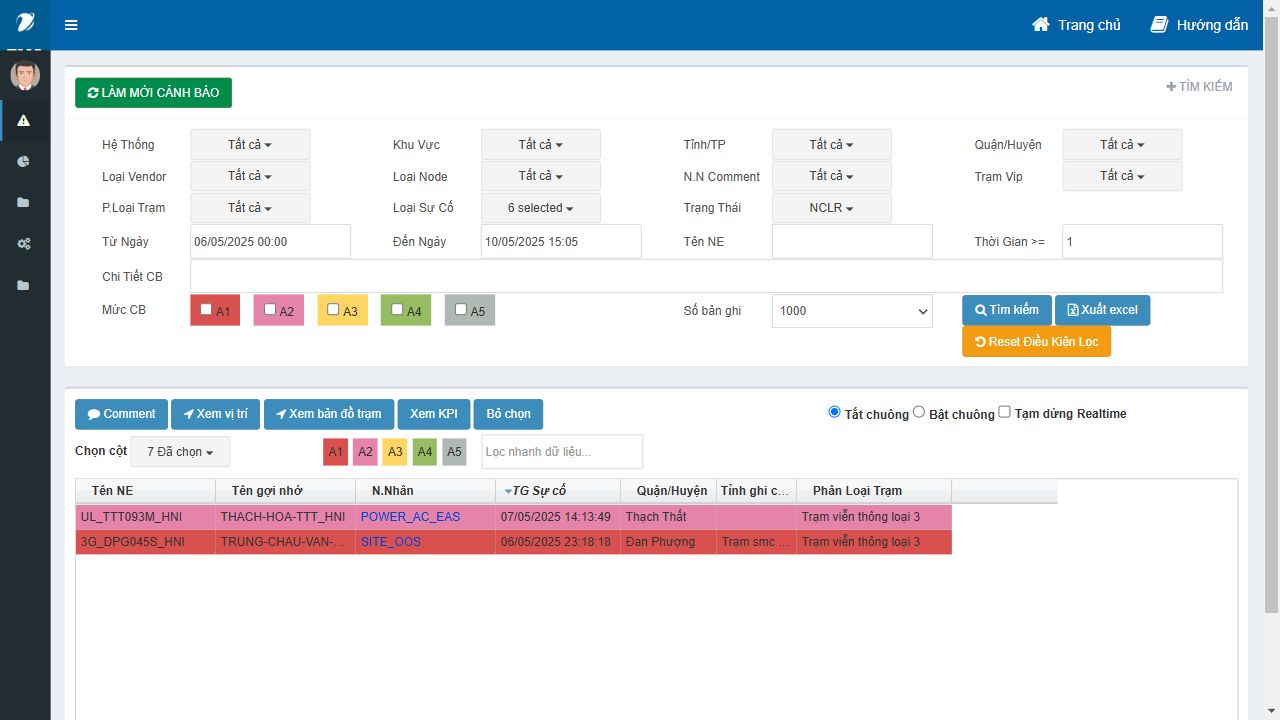 Trang chủ Hướng dẫn
LÀM MỚI CẢNH BÁO
TÌM KIẾM
Hệ Thống Tất cả Khu Vực Tất cả Tỉnh/TP Tất cả Quận/Huyện Tất cả
Loại Vendor Tất cả Loại Node Tất cả N.N Comment Tất cả Trạm Vip Tất cả
P.Loại Trạm Tất cả Loại Sự Cố 6 selected Trạng Thái NCLR
Từ Ngày 06/05/2025 00:00 Đến Ngày 10/05/2025 15:05 Tên NE Thời Gian >= 1
Chi Tiết CB
Mức CB A1 A2 A3 A4 A5 Số bản ghi 1000 Tìm kiếm Xuất excel
Reset Điều Kiện Lọc
Comment Xem vị trí Xem bản đồ trạm Xem KPI Bỏ chọn Tắt chuông Bật chuông Tạm dừng Realtime
Chọn cột 7 Đã chọn A1 A2 A3 A4 A5 Lọc nhanh dữ liệu...
Tên NE Tên gợi nhớ N.Nhân TG Sự cố Quận/Huyện Tỉnh ghi c... Phân Loại Trạm
UL_TTT093M_HNI THACH-HOA-TTT_HNI POWER_AC_EAS 07/05/2025 14:13:49 Thạch Thất Trạm viễn thông loại 3
3G_DPG045S_HNI TRUNG-CHAU-VAN-... SITE_OOS 06/05/2025 23:18:18 Đan Phượng Trạm smc ... Trạm viễn thông loại 3